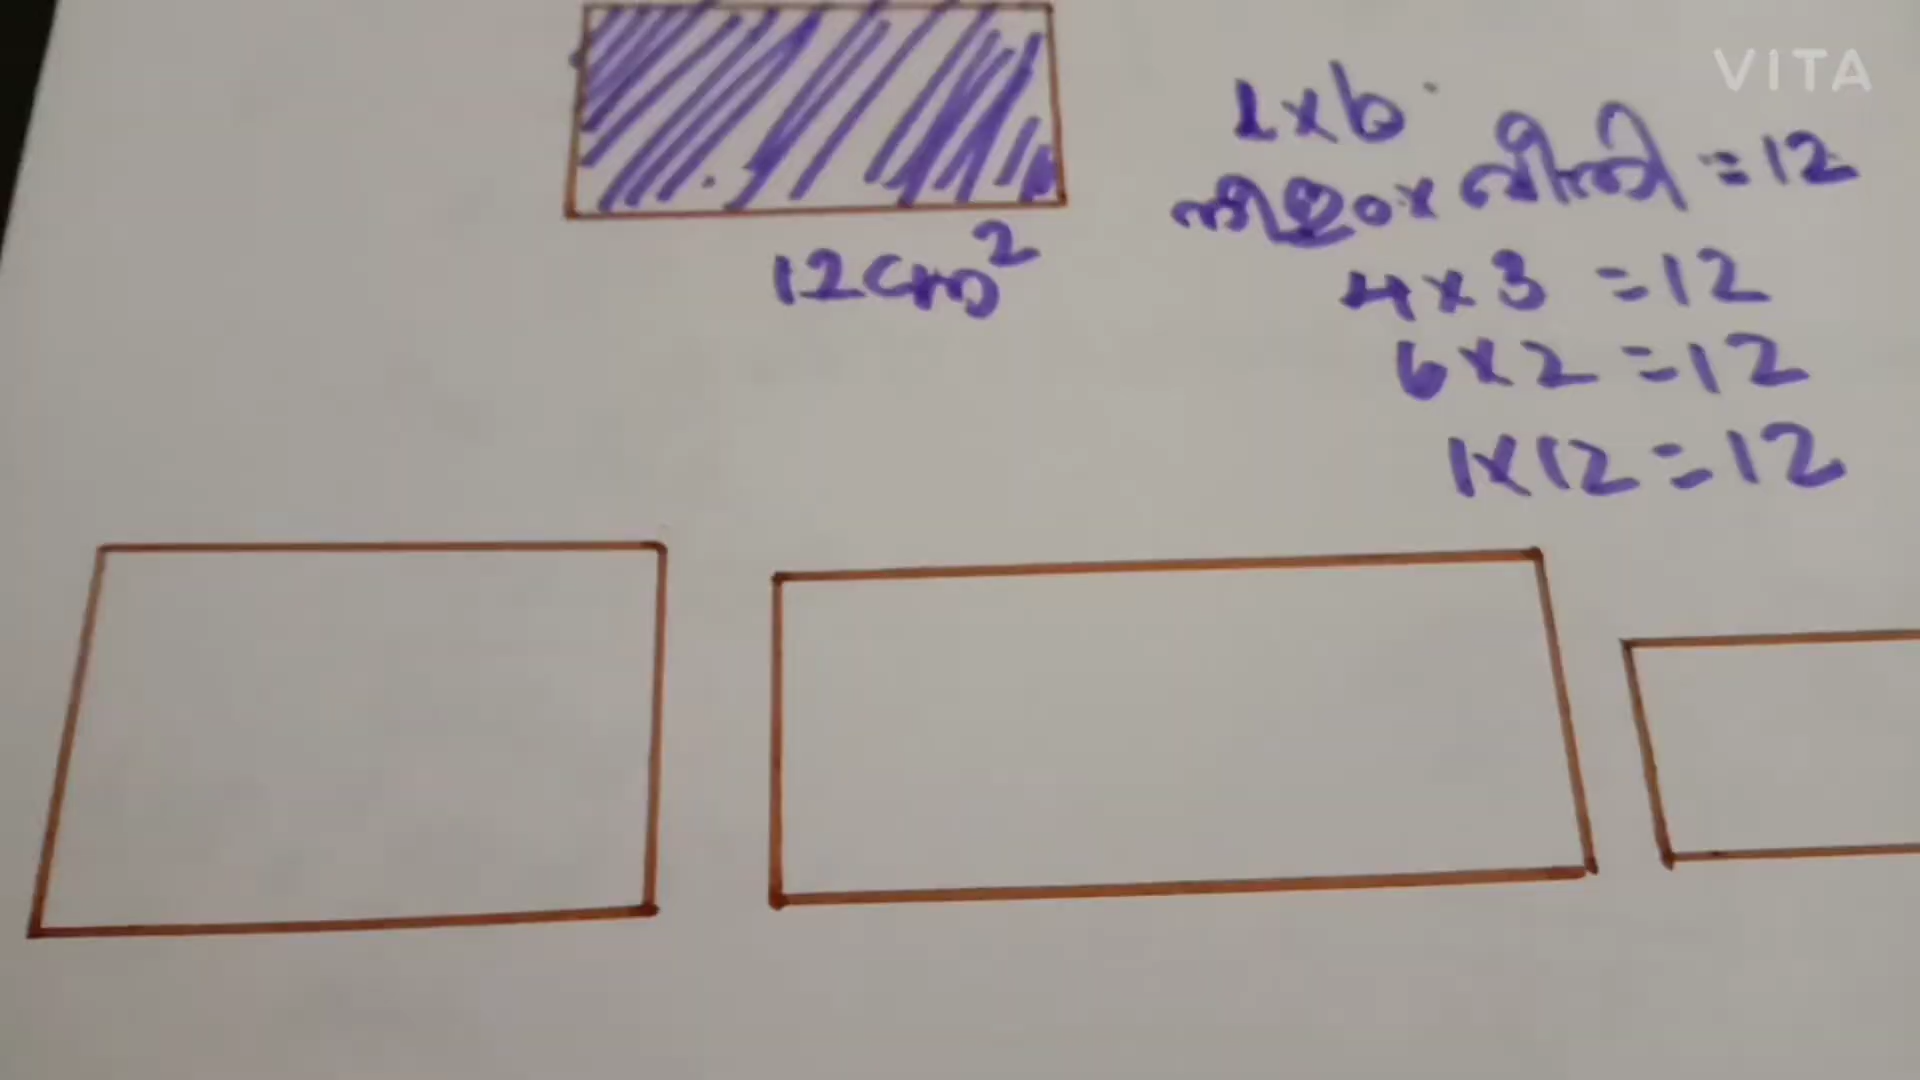 VITA
l×b
നീളം×വീതി = 12
12cm²
4×3 = 12
6×2 = 12
1×12 = 12